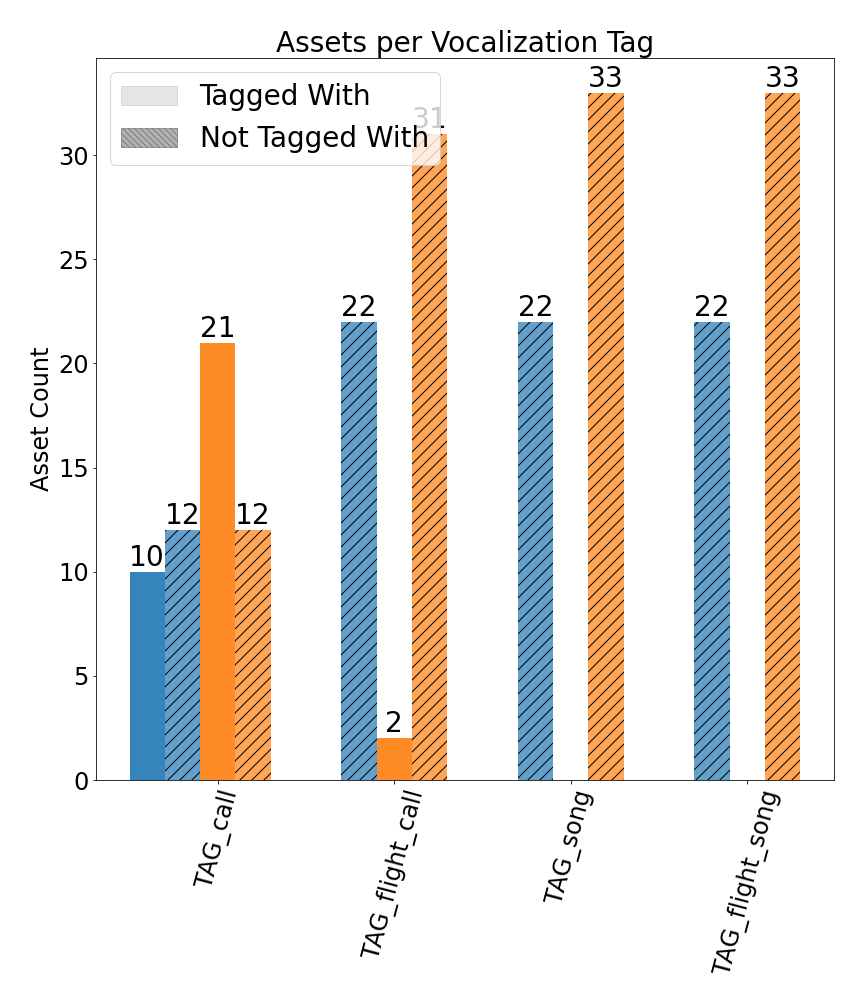 Assets per Vocalization Tag
Tagged With
Not Tagged With
Asset Count
30
25
20
15
10
5
0
10
12
21
12
22
2
31
22
33
22
33
TAG_call
TAG_flight_call
TAG_song
TAG_flight_song